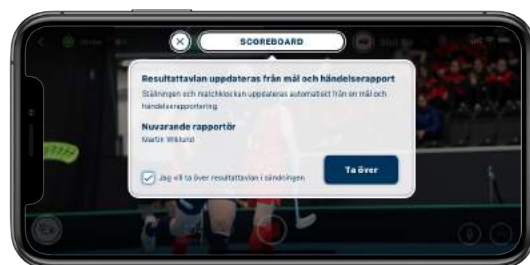 SCOREBOARD
Resultattavlan uppdateras från mål och händelserapport
Ställningen och matchklockan uppdateras automatiskt från en mål och
händelserapportering.
Nuvarande rapportör
Martin Wiklund
Jag vill ta över resultattavlan i sändningen
Ta över